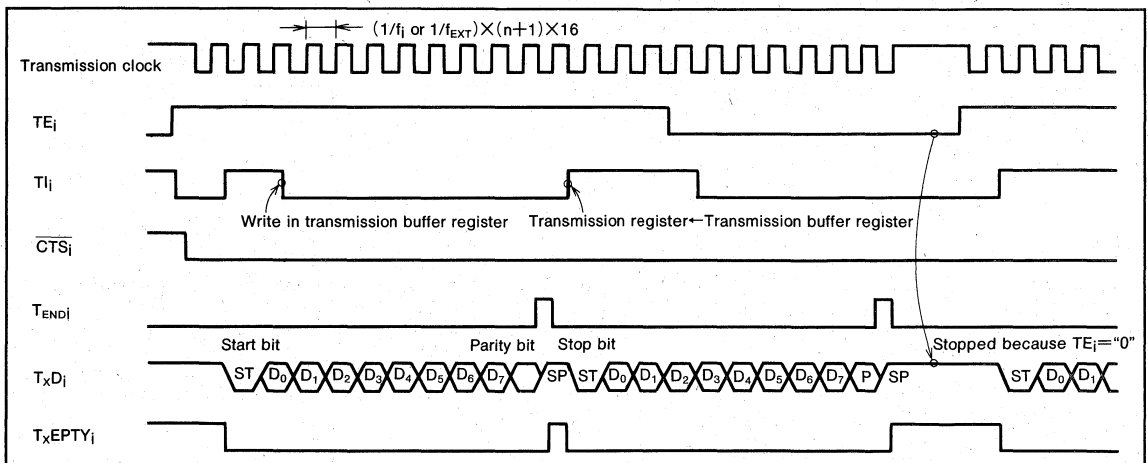 (1/fi or 1/fEXT)×(n+1)×16
Transmission clock
TEi
TIi
Write in transmission buffer register
Transmission register←Transmission buffer register
CTSi
TENDi
Start bit
Parity bit
Stop bit
Stopped because TEi="0"
TxDi
ST D0 D1 D2 D3 D4 D5 D6 D7 SP ST D0 D1 D2 D3 D4 D5 D6 D7 P SP ST D0 D1
TxEPTYi